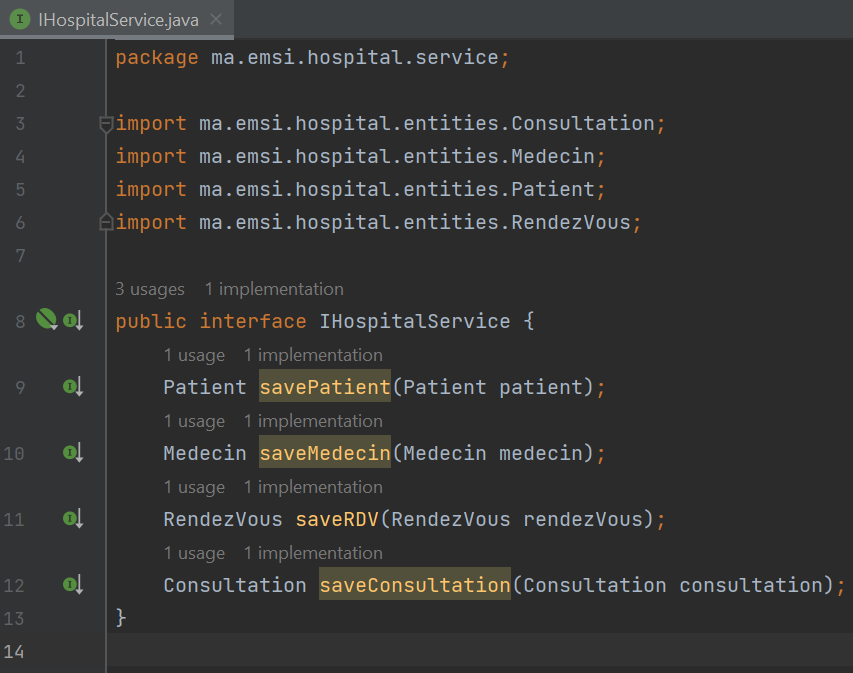 I IHospitalService.java ×
1 package ma.emsi.hospital.service;
2
3 import ma.emsi.hospital.entities.Consultation;
4 import ma.emsi.hospital.entities.Medecin;
5 import ma.emsi.hospital.entities.Patient;
6 import ma.emsi.hospital.entities.RendezVous;
7
3 usages 1 implementation
8 public interface IHospitalService {
1 usage 1 implementation
9 Patient savePatient(Patient patient);
1 usage 1 implementation
10 Medecin saveMedecin(Medecin medecin);
1 usage 1 implementation
11 RendezVous saveRDV(RendezVous rendezVous);
1 usage 1 implementation
12 Consultation saveConsultation(Consultation consultation);
13 }
14